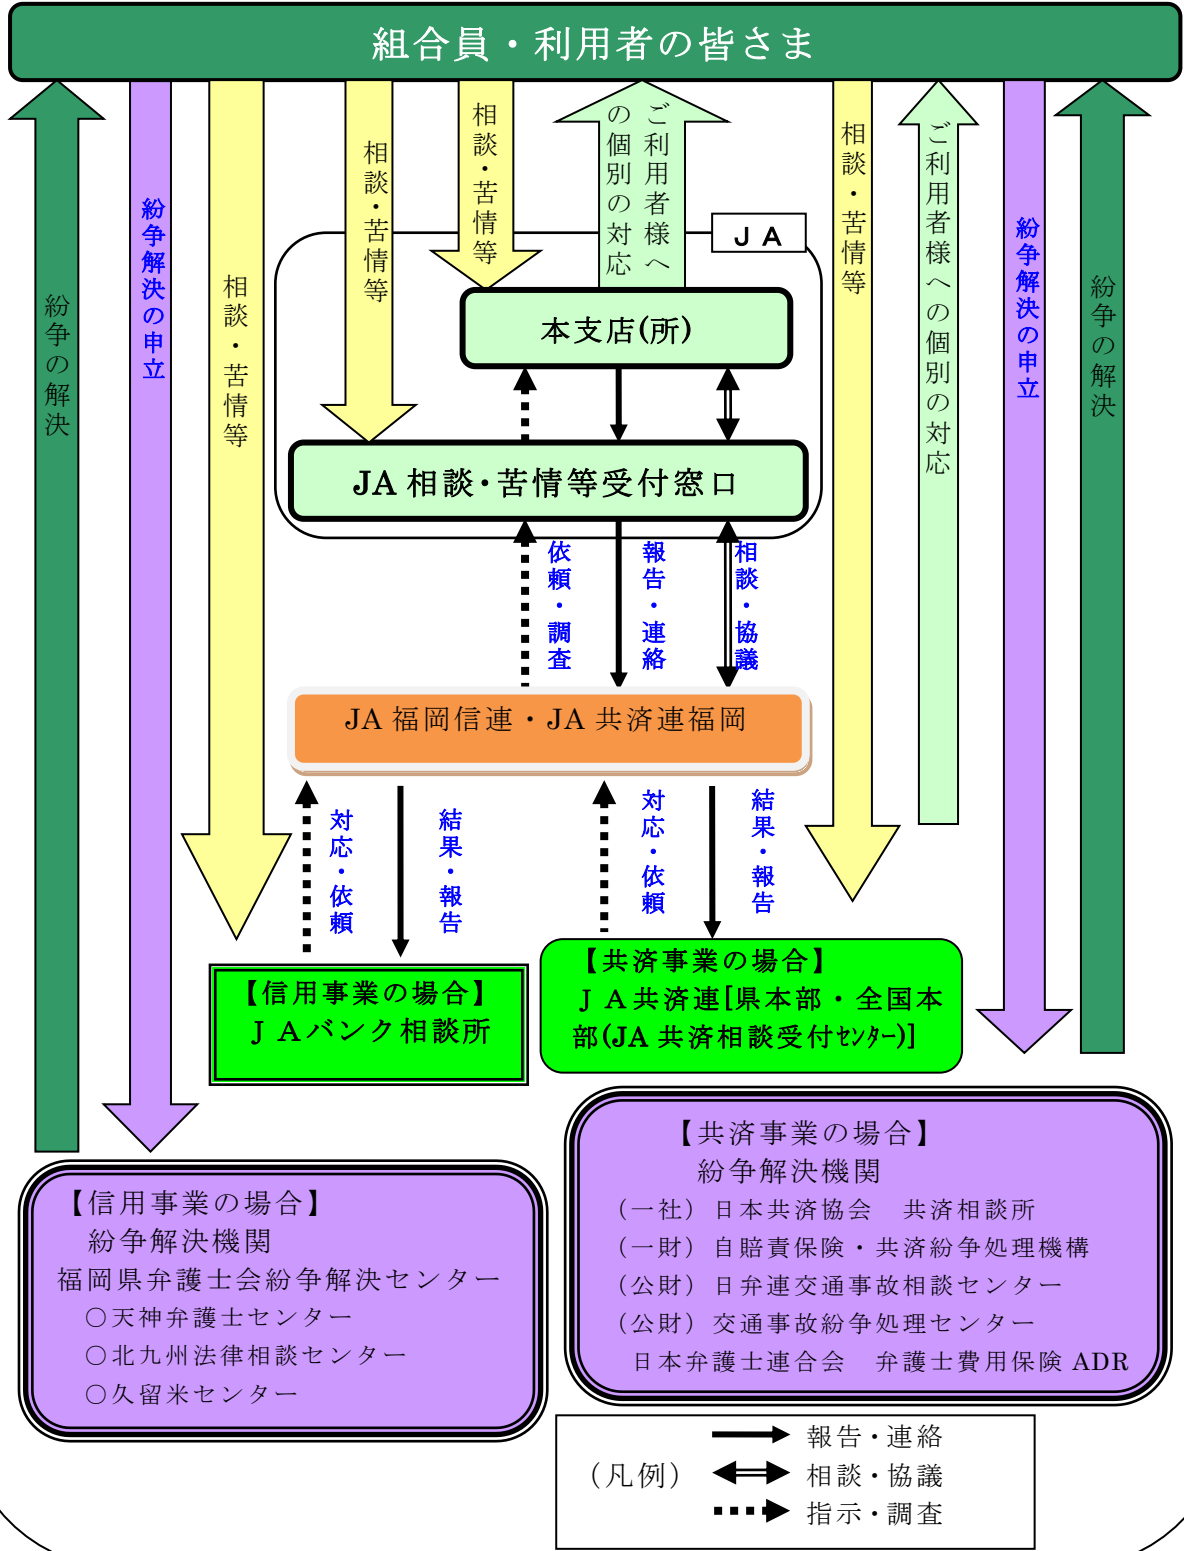 組合員・利用者の皆さま
紛争の解決
紛争解決の申立
相談・苦情等
相談・苦情等
相談・苦情等
ご利用者様へ
の個別の対応
相談・苦情等
ご利用者様への個別の対応
紛争解決の申立
紛争の解決
ＪＡ
本支店(所)
JA相談・苦情等受付窓口
依頼・調査
報告・連絡
相談・協議
JA福岡信連・JA共済連福岡
対応・依頼
結果・報告
対応・依頼
結果・報告
【信用事業の場合】
ＪＡバンク相談所
【共済事業の場合】
ＪＡ共済連[県本部・全国本
部(JA共済相談受付ｾﾝﾀｰ)]
【信用事業の場合】
紛争解決機関
福岡県弁護士会紛争解決センター
○天神弁護士センター
○北九州法律相談センター
○久留米センター
【共済事業の場合】
紛争解決機関
（一社）日本共済協会　共済相談所
（一財）自賠責保険・共済紛争処理機構
（公財）日弁連交通事故相談センター
（公財）交通事故紛争処理センター
日本弁護士連合会　弁護士費用保険ADR
（凡例）
報告・連絡
相談・協議
指示・調査